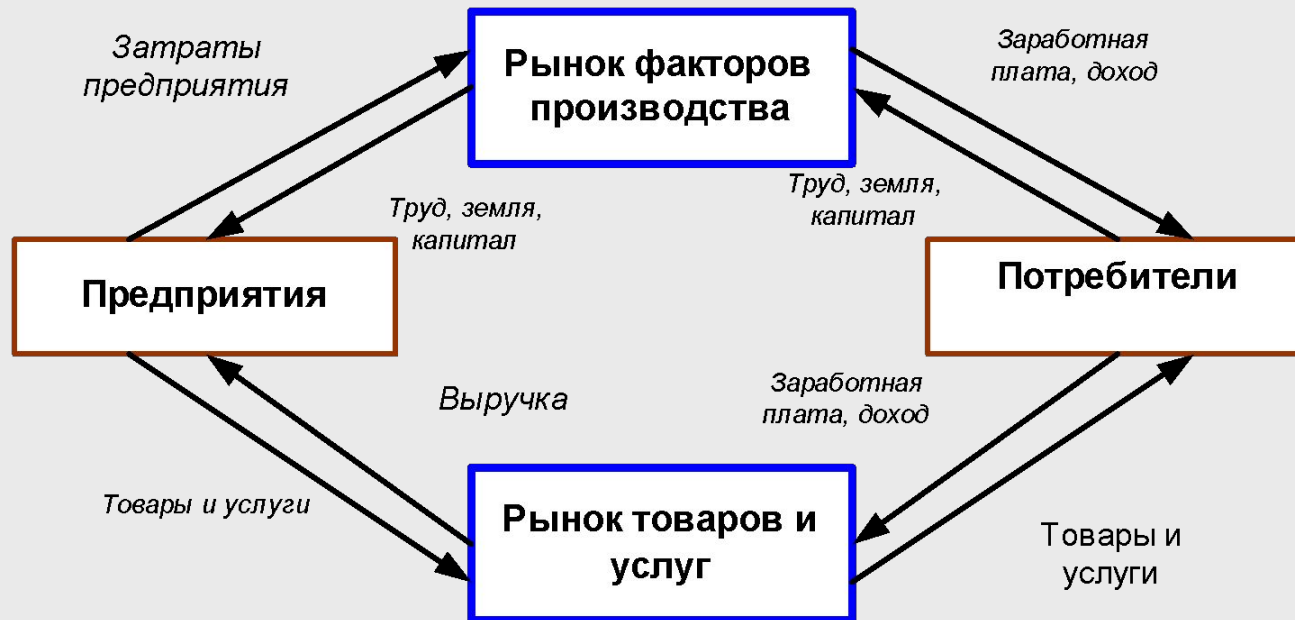 Затраты
предприятия
Рынок факторов
производства
Заработная
плата, доход
Труд, земля,
капитал
Труд, земля,
капитал
Предприятия
Потребители
Выручка
Заработная
плата, доход
Товары и услуги
Рынок товаров и
услуг
Товары и
услуги